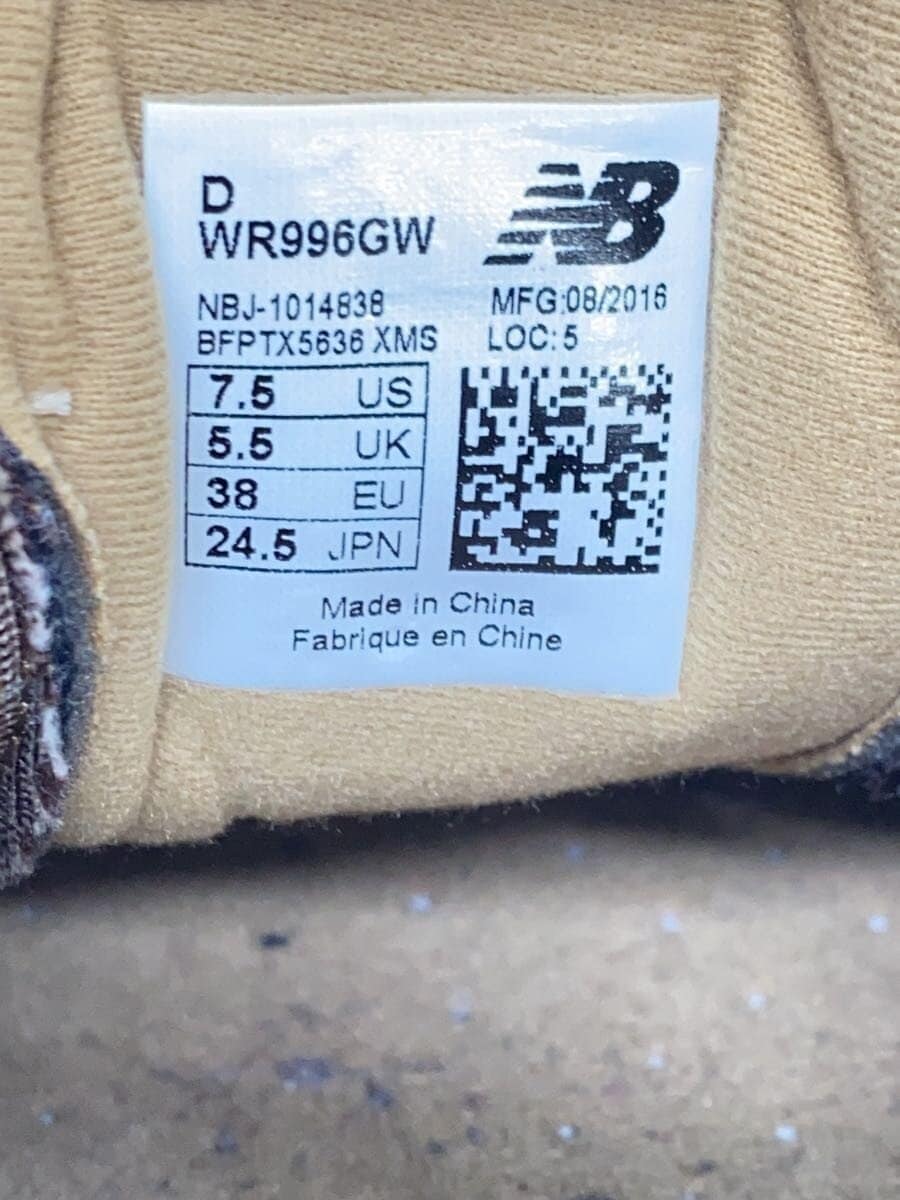 D
WR996GW
NB
NBJ-1014838
MFG:08/2016
BFPTX5636 XMS
LOC:5
7.5 US
5.5 UK
38 EU
24.5 JPN
Made in China
Fabriqué en Chine